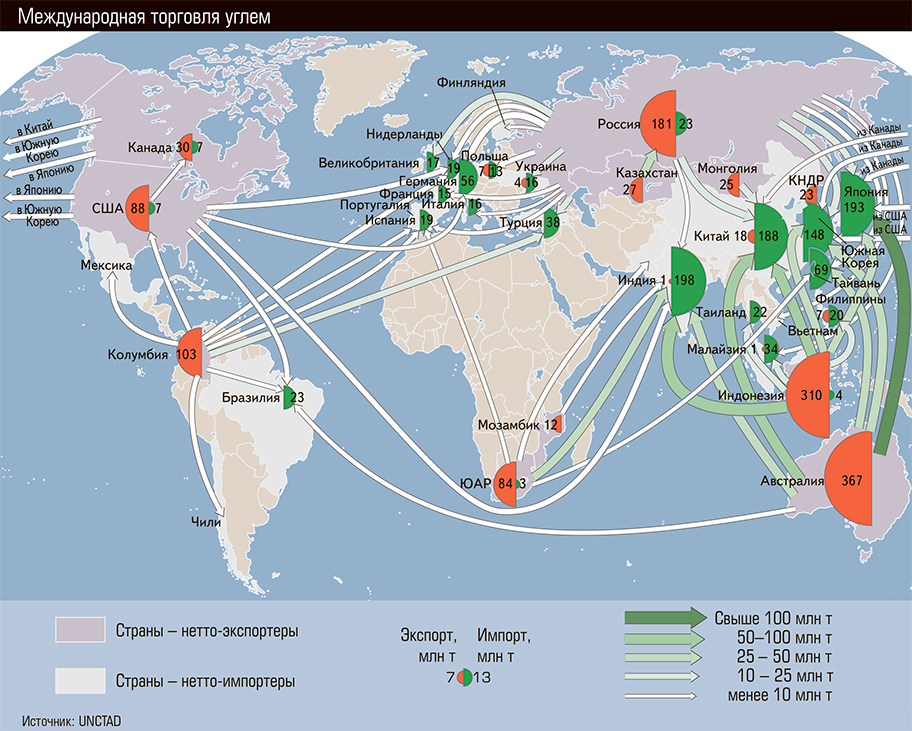 Международная торговля углем
Финляндия
в Китай
в Южную
Корею
в Японию
в Японию
в Южную
Корею
Канада 30 7
США 88 7
Мексика
Колумбия 103
Бразилия 23
Чили
Нидерланды
19
Великобритания 17
Польша
7 13
Германия 56
Франция 15
Португалия
Италия 16
Испания 19
Украина
4 16
Турция 38
Россия 181 23
Казахстан
27
Монголия
25
КНДР
23
Япония
193
из Канады
из Канады
из Канады
из США
из США
Китай 18 188
148
Южная
Корея
69
Тайвань
Индия 1 198
Филиппины
7 20
Таиланд 22
Вьетнам
Малайзия 1 34
Индонезия 310 4
Мозамбик 12
ЮАР 84 3
Австралия 367
Страны – нетто-экспортеры
Страны – нетто-импортеры
Экспорт, Импорт,
млн т млн т
7 13
Свыше 100 млн т
50–100 млн т
25 – 50 млн т
10 – 25 млн т
менее 10 млн т
Источник: UNCTAD